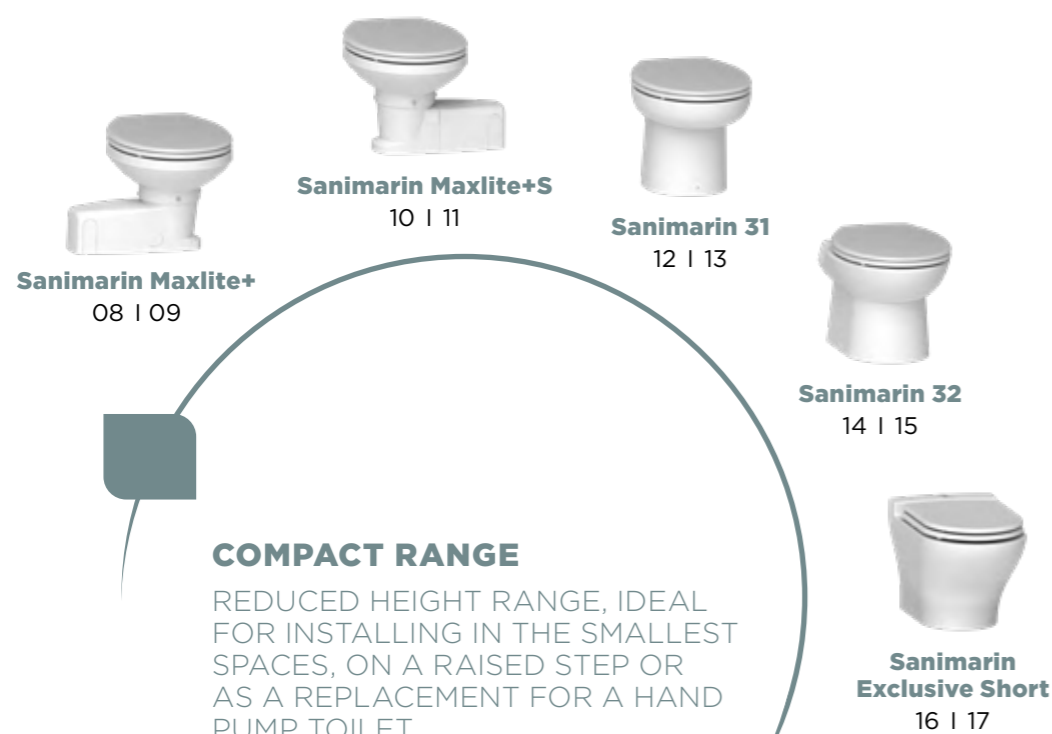 Sanimarin Maxlite+S
10 I 11
Sanimarin 31
12 I 13
Sanimarin Maxlite+
08 I 09
Sanimarin 32
14 I 15
COMPACT RANGE
REDUCED HEIGHT RANGE, IDEAL
FOR INSTALLING IN THE SMALLEST
SPACES, ON A RAISED STEP OR
AS A REPLACEMENT FOR A HAND
PUMP TOILET
Sanimarin
Exclusive Short
16 I 17